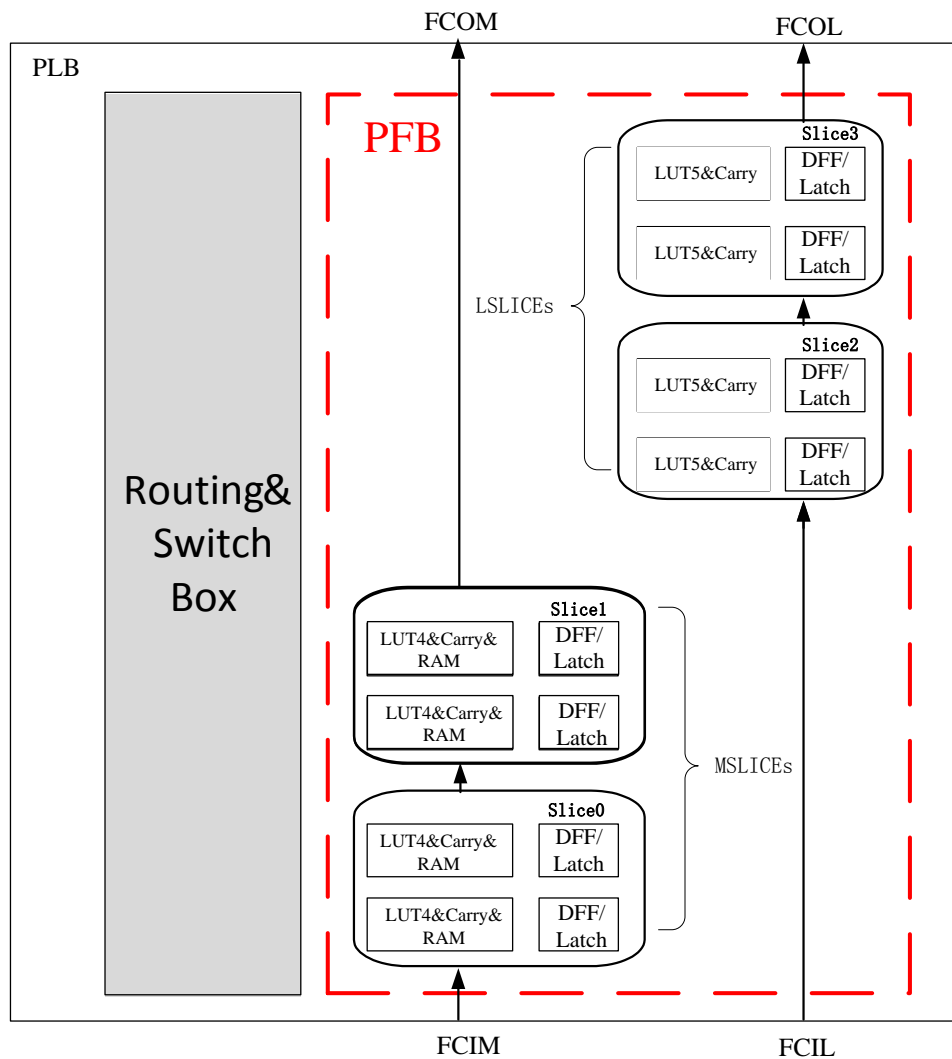 FCOM
FCOL
PLB
PFB
Slice3
LUT5&Carry
DFF/
Latch
LUT5&Carry
DFF/
Latch
LSLICEs
Slice2
LUT5&Carry
DFF/
Latch
LUT5&Carry
DFF/
Latch
Routing&
Switch
Box
Slice1
LUT4&Carry&
RAM
DFF/
Latch
LUT4&Carry&
RAM
DFF/
Latch
MSLICEs
Slice0
LUT4&Carry&
RAM
DFF/
Latch
LUT4&Carry&
RAM
DFF/
Latch
FCIM
FCIL